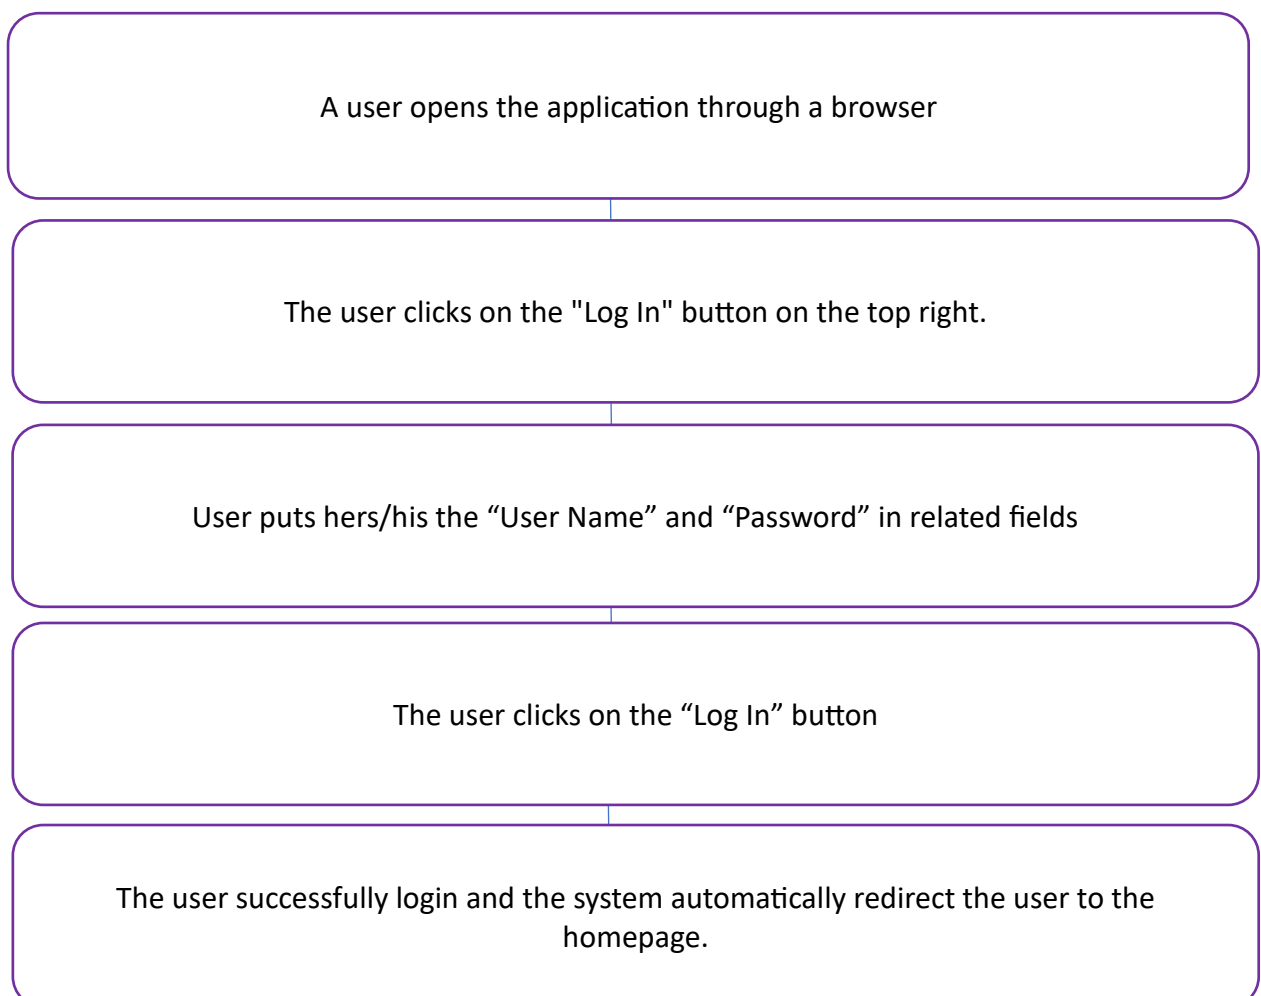 A user opens the application through a browser
The user clicks on the "Log In" button on the top right.
User puts hers/his the “User Name” and “Password” in related fields
The user clicks on the “Log In” button
The user successfully login and the system automatically redirect the user to the
homepage.